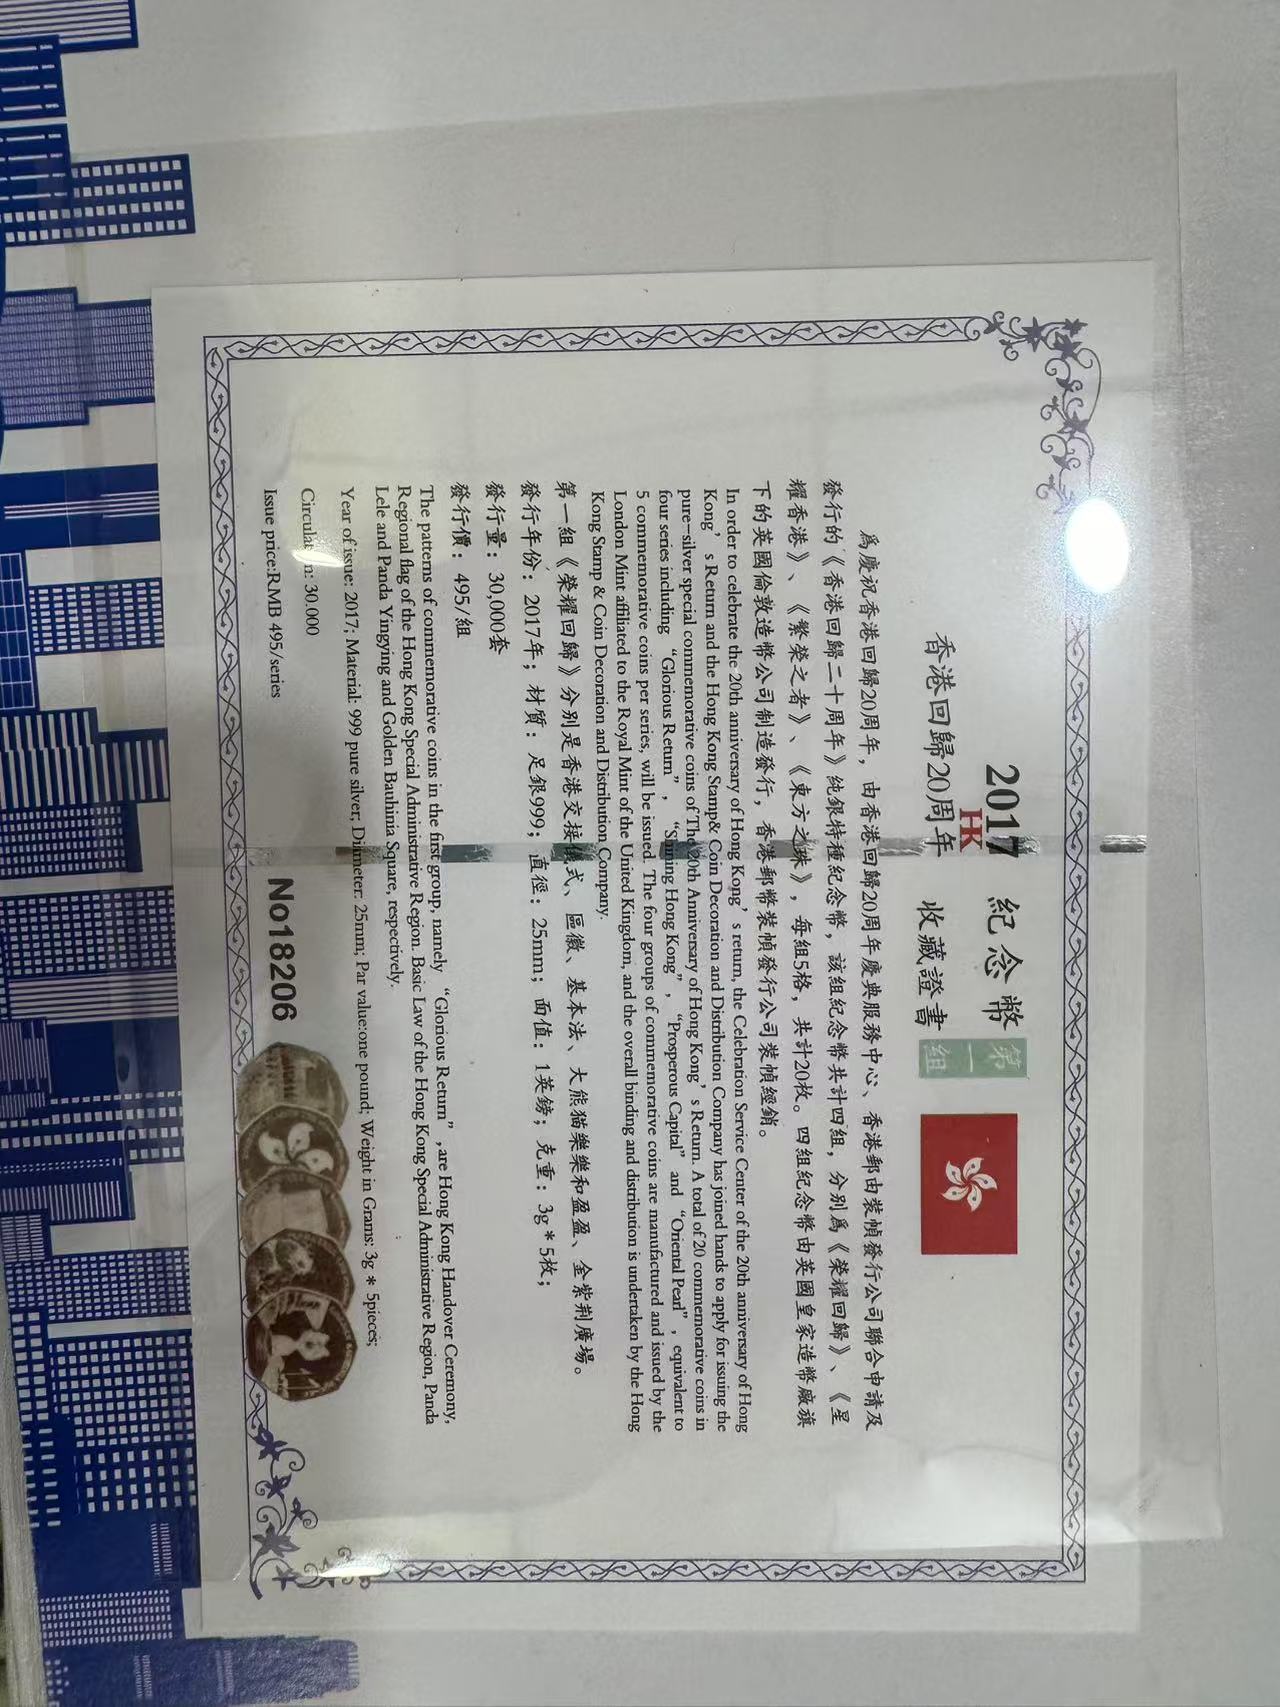 2017 紀念幣
HK
香港回歸20周年 收藏證書
第一組
爲慶祝香港回歸20周年，由香港回歸20周年慶典服務中心、香港郵幣裝幀發行公司聯合申請及
發行的《香港回歸二十周年》純銀特種紀念幣，該組紀念幣共計四組，分別爲《榮耀回歸》、《星
耀香港》、《繁榮之者》、《東方之珠》，每組5格，共計20枚。四組紀念幣由英國皇家造幣廠旗
下的英國倫敦造幣公司制造發行，香港郵幣裝幀發行公司裝幀經銷。
In order to celebrate the 20th anniversary of Hong Kong's return, the Celebration Service Center of the 20th anniversary of Hong
Kong's Return and the Hong Kong Stamp& Coin Decoration and Distribution Company has joined hands to apply for issuing the
pure-silver special commemorative coins of The 20th Anniversary of Hong Kong's Return. A total of 20 commemorative coins in
four series including “Glorious Return”, “Shining Hong Kong”, “Prosperous Capital” and “Oriental Pearl”, equivalent to
5 commemorative coins per series, will be issued. The four groups of commemorative coins are manufactured and issued by the
London Mint affiliated to the Royal Mint of the United Kingdom, and the overall binding and distribution is undertaken by the Hong
Kong Stamp & Coin Decoration and Distribution Company.
第一組《榮耀回歸》分别是香港交接儀式、區徽、基本法、大熊猫樂樂和盈盈、金紫荆廣場。
發行年份：2017年；材質：足銀999；直徑：25mm；面值：1英鎊；克重：3g*5枚；
發行量：30,000套
發行價：495/組
The patterns of commemorative coins in the first group, namely “Glorious Return” ,are Hong Kong Handover Ceremony,
Regional flag of the Hong Kong Special Administrative Region. Basic Law of the Hong Kong Special Administrative Region, Panda
Lele and Panda Yingying and Golden Bauhinia Square, respectively.
Year of issue: 2017; Material: 999 pure silver; Diameter: 25mm; Par value:one pound; Weight in Grams: 3g * 5pieces;
Circulation: 30.000
Issue price:RMB 495/series
No18206